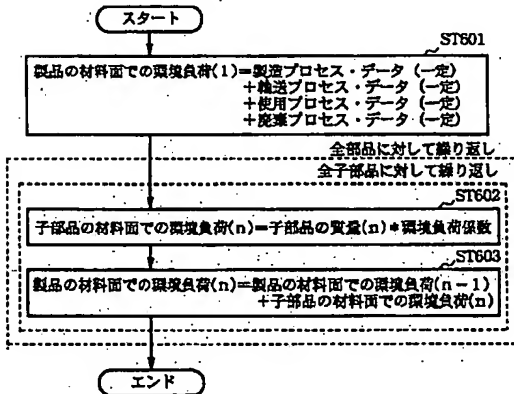 スタート
ST601
製品の材料面での環境負荷(1)=製造プロセス・データ (一定)
+輸送プロセス・データ (一定)
+使用プロセス・データ (一定)
+廃棄プロセス・データ (一定)
全部品に対して繰り返し
全子部品に対して繰り返し
ST602
子部品の材料面での環境負荷(n)=子部品の質量(n)*環境負荷係数
ST603
製品の材料面での環境負荷(n)=製品の材料面での環境負荷(n-1)
+子部品の材料面での環境負荷(n)
エンド